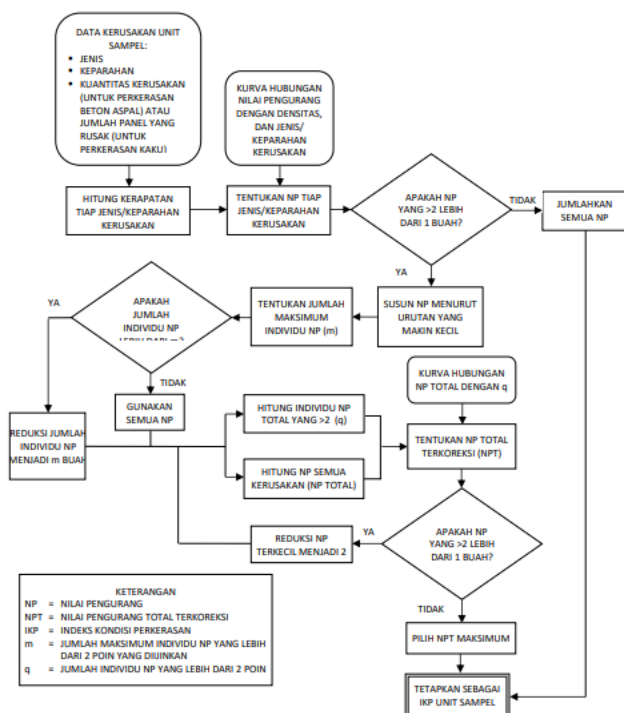 DATA KERUSAKAN UNIT
SAMPEL:
• JENIS
• KEPARAHAN
• KUANTITAS KERUSAKAN
(UNTUK PERKERASAN
BETON ASPAL) ATAU
JUMLAH PANEL YANG
RUSAK (UNTUK
PERKERASAN KAKU)
KURVA HUBUNGAN
NILAI PENGURANG
DENGAN DENSITAS,
DAN JENIS/
KEPARAHAN
KERUSAKAN
HITUNG KERAPATAN
TIAP JENIS/KEPARAHAN
KERUSAKAN
TENTUKAN NP TIAP
JENIS/KEPARAHAN
KERUSAKAN
APAKAH NP
YANG >2 LEBIH
DARI 1 BUAH?
TIDAK
JUMLAHKAN
SEMUA NP
YA
SUSUN NP MENURUT
URUTAN YANG
MAKIN KECIL
TENTUKAN JUMLAH
MAKSIMUM
INDIVIDU NP (m)
APAKAH
JUMLAH
INDIVIDU NP
LEBIH DARI m?
YA
TIDAK
GUNAKAN
SEMUA NP
REDUKSI JUMLAH
INDIVIDU NP
MENJADI m BUAH
HITUNG INDIVIDU NP
TOTAL YANG >2 (q)
HITUNG NP SEMUA
KERUSAKAN (NP TOTAL)
KURVA HUBUNGAN
NP TOTAL DENGAN q
TENTUKAN NP TOTAL
TERKOREKSI (NPT)
APAKAH NP
YANG >2 LEBIH
DARI 1 BUAH?
YA
REDUKSI NP
TERKECIL MENJADI 2
TIDAK
PILIH NPT MAKSIMUM
TETAPKAN SEBAGAI
IKP UNIT SAMPEL
KETERANGAN
NP = NILAI PENGURANG
NPT = NILAI PENGURANG TOTAL TERKOREKSI
IKP = INDEKS KONDISI PERKERASAN
m = JUMLAH MAKSIMUM INDIVIDU NP YANG LEBIH
DARI 2 POIN YANG DIIJINKAN
q = JUMLAH INDIVIDU NP YANG LEBIH DARI 2 POIN